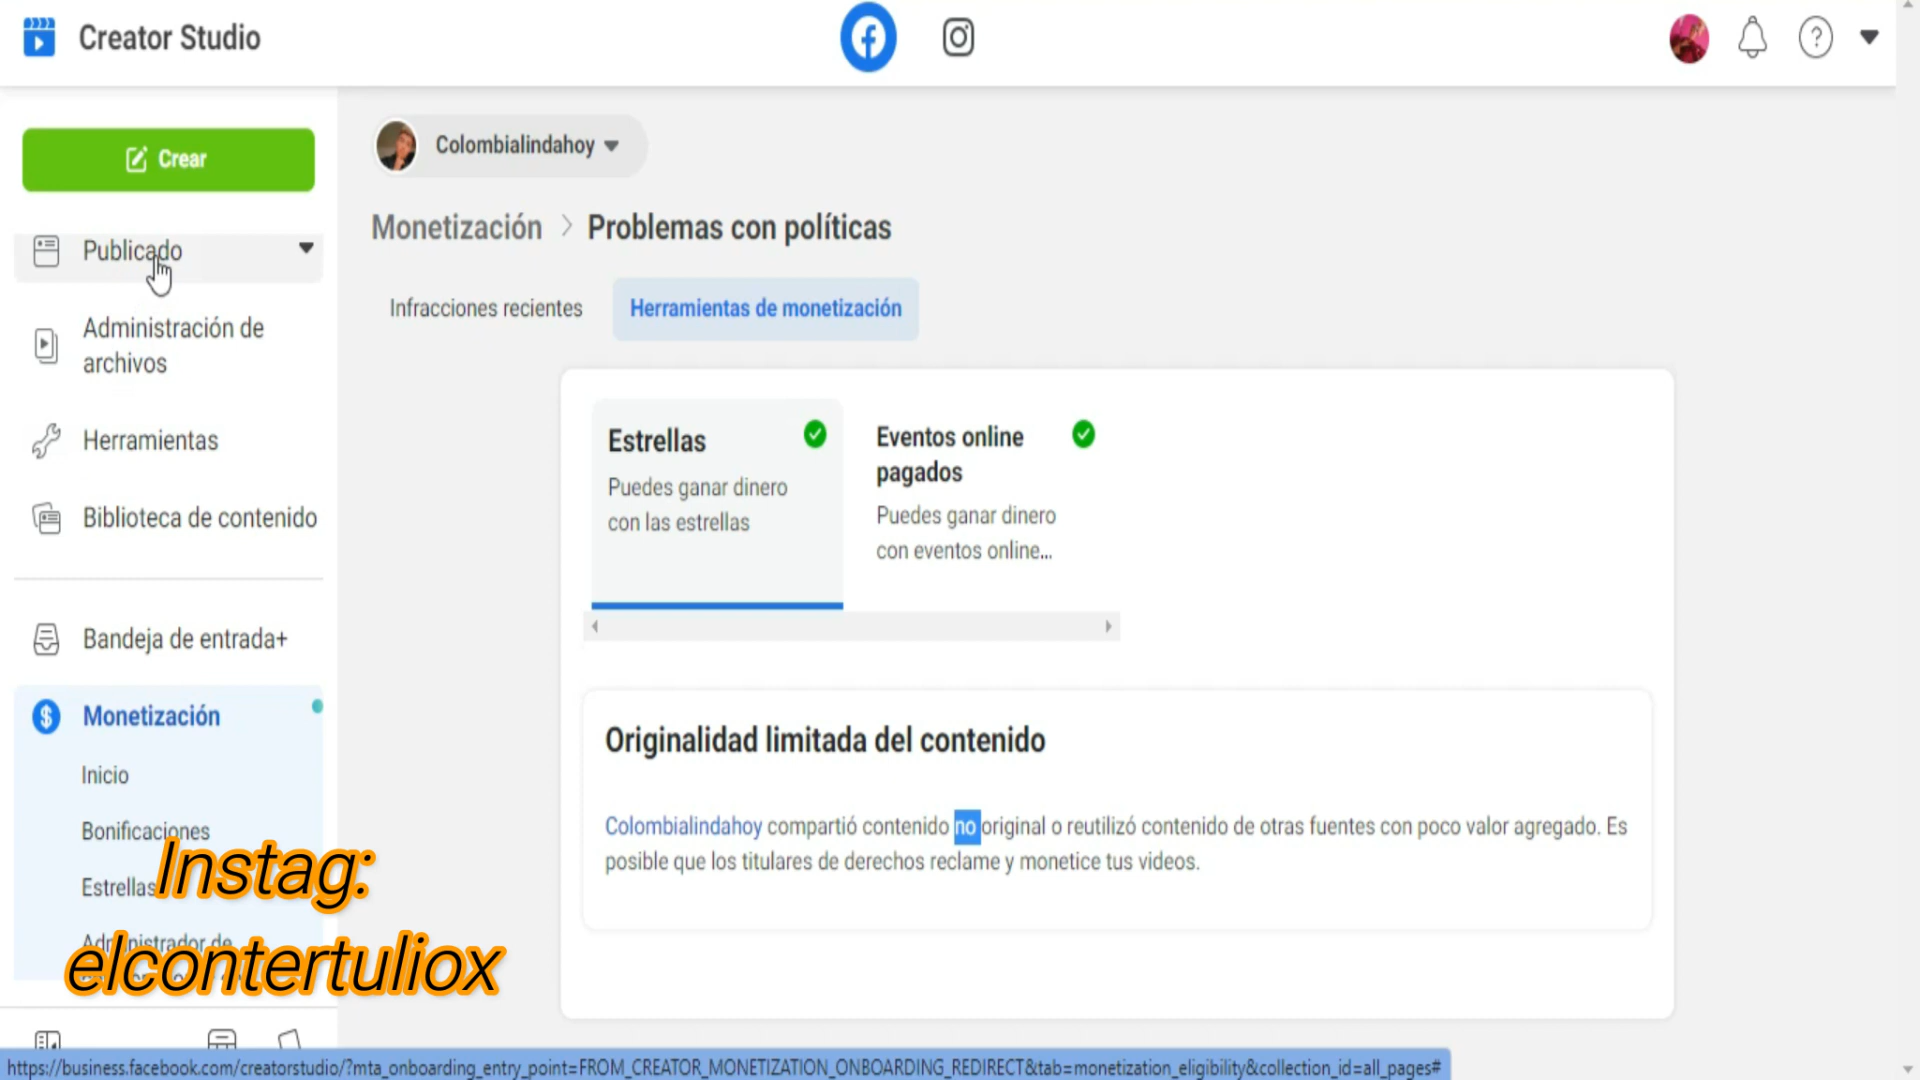 Creator Studio
Crear
Colombialindahoy
Publicado
Administración de
archivos
Herramientas
Biblioteca de contenido
Bandeja de entrada+
Monetización
Inicio
Bonificaciones
Estrellas
Administrador de
Instag:
elcontertuliox
Monetización > Problemas con políticas
Infracciones recientes
Herramientas de monetización
Estrellas
Puedes ganar dinero
con las estrellas
Eventos online
pagados
Puedes ganar dinero
con eventos online...
Originalidad limitada del contenido
Colombialindahoy compartió contenido no original o reutilizó contenido de otras fuentes con poco valor agregado. Es
posible que los titulares de derechos reclame y monetice tus videos.
https://business.facebook.com/creatorstudio/?mta_onboarding_entry_point=FROM_CREATOR_MONETIZATION_ONBOARDING_REDIRECT&tab=monetization_eligibility&collection_id=all_pages#